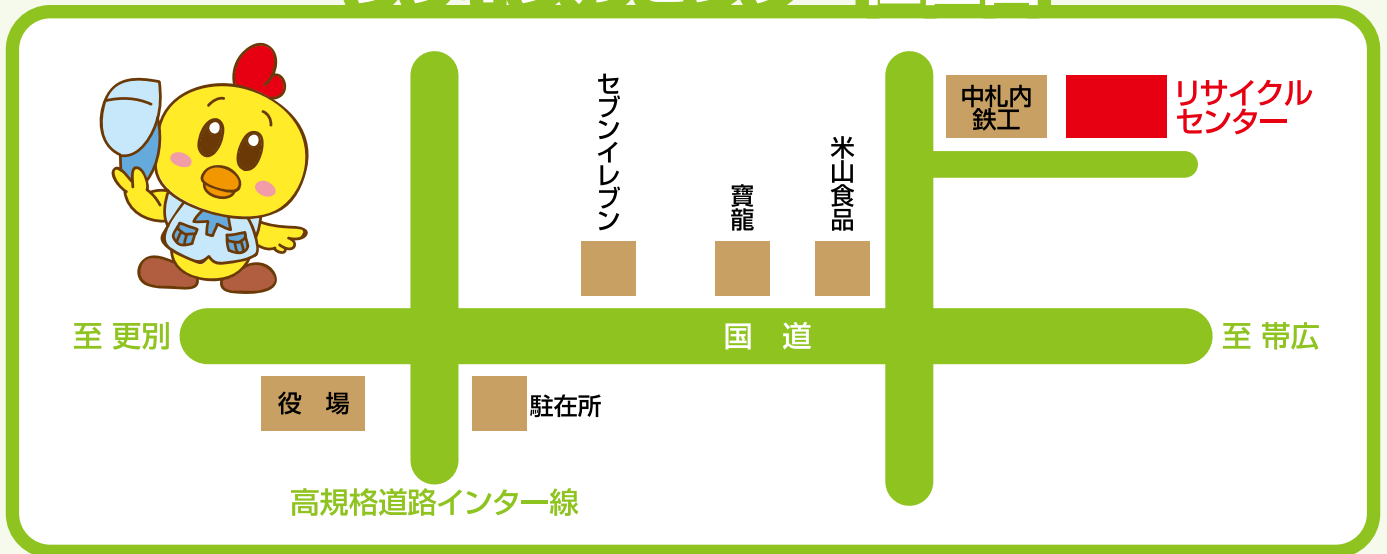 セブンイレブン
寶龍
米山食品
中札内
鉄工
リサイクル
センター
至 更別
国 道
至 帯広
役 場
駐在所
高規格道路インター線